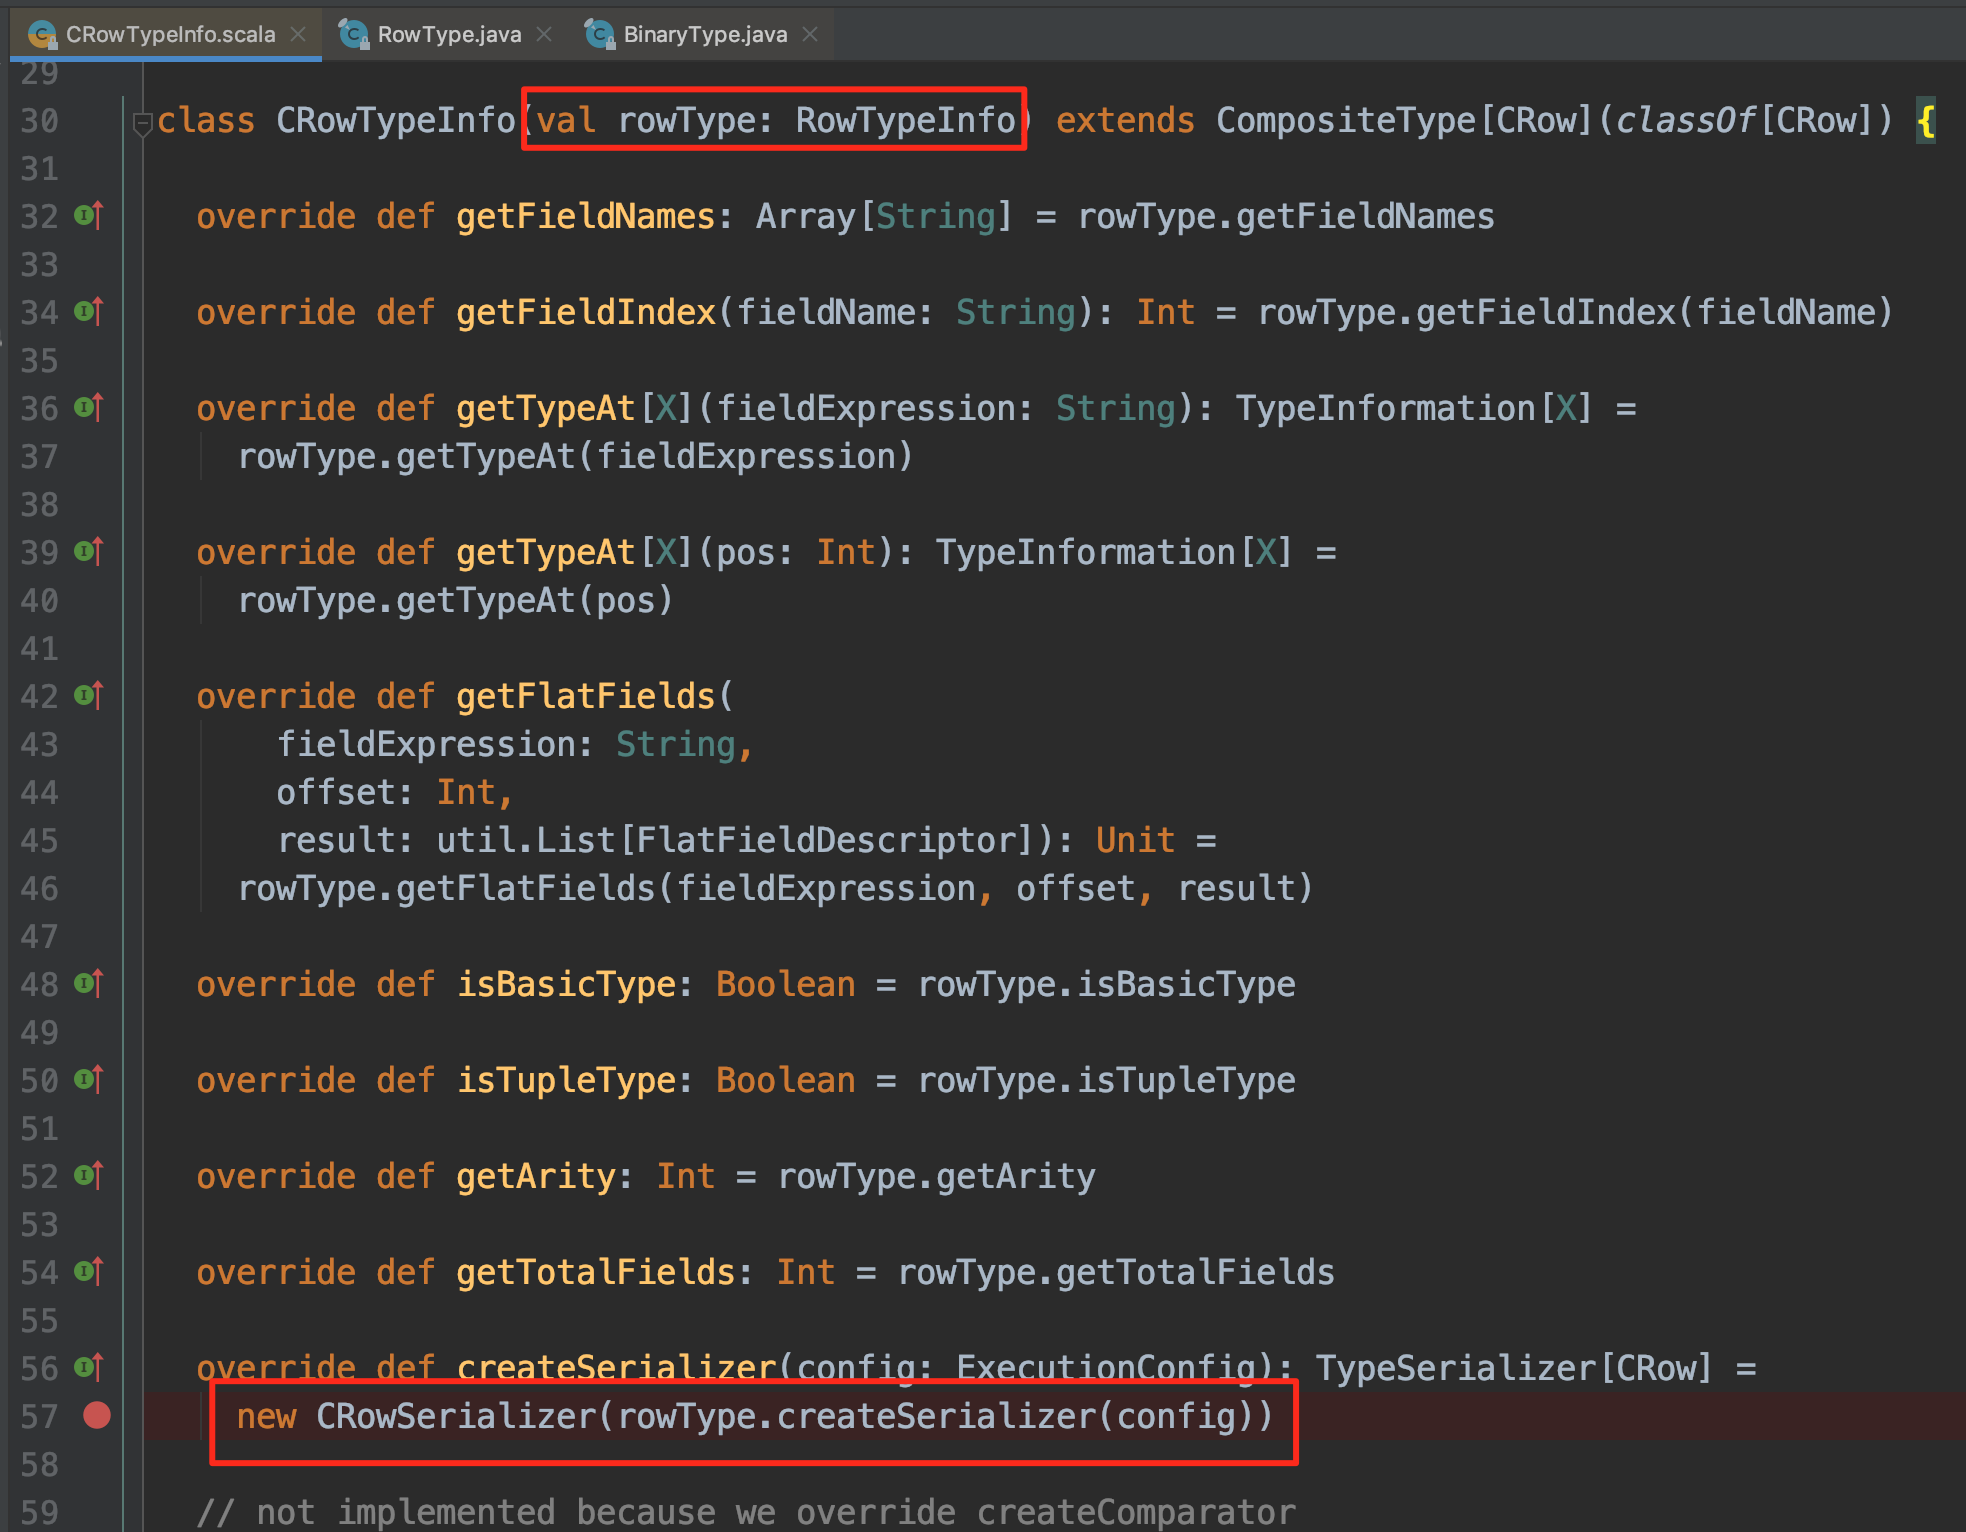 CRowTypeInfo.scala RowType.java BinaryType.java
29
30 class CRowTypeInfo(val rowType: RowTypeInfo) extends CompositeType[CRow](classOf[CRow]) {
31
32 override def getFieldNames: Array[String] = rowType.getFieldNames
33
34 override def getFieldIndex(fieldName: String): Int = rowType.getFieldIndex(fieldName)
35
36 override def getTypeAt[X](fieldExpression: String): TypeInformation[X] =
37 rowType.getTypeAt(fieldExpression)
38
39 override def getTypeAt[X](pos: Int): TypeInformation[X] =
40 rowType.getTypeAt(pos)
41
42 override def getFlatFields(
43 fieldExpression: String,
44 offset: Int,
45 result: util.List[FlatFieldDescriptor]): Unit =
46 rowType.getFlatFields(fieldExpression, offset, result)
47
48 override def isBasicType: Boolean = rowType.isBasicType
49
50 override def isTupleType: Boolean = rowType.isTupleType
51
52 override def getArity: Int = rowType.getArity
53
54 override def getTotalFields: Int = rowType.getTotalFields
55
56 override def createSerializer(config: ExecutionConfig): TypeSerializer[CRow] =
57 new CRowSerializer(rowType.createSerializer(config))
58
59 // not implemented because we override createComparator